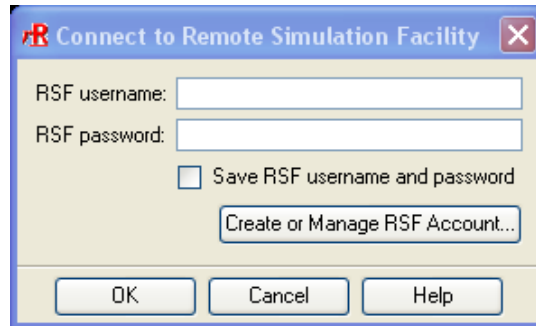 Connect to Remote Simulation Facility
RSF username:
RSF password:
Save RSF username and password
Create or Manage RSF Account...
OK Cancel Help